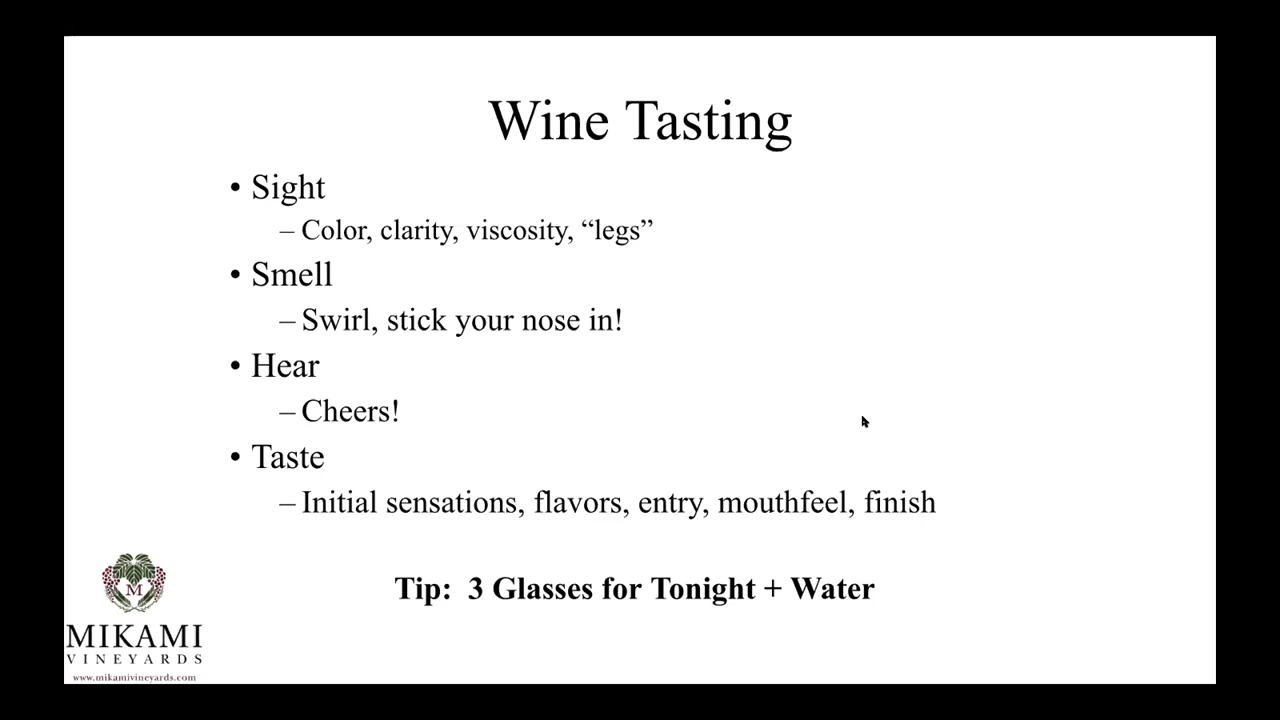 Wine Tasting
• Sight
– Color, clarity, viscosity, “legs”
• Smell
– Swirl, stick your nose in!
• Hear
– Cheers!
• Taste
– Initial sensations, flavors, entry, mouthfeel, finish
Tip:  3 Glasses for Tonight + Water
M
MIKAMI
VINEYARDS
www.mikamivineyards.com